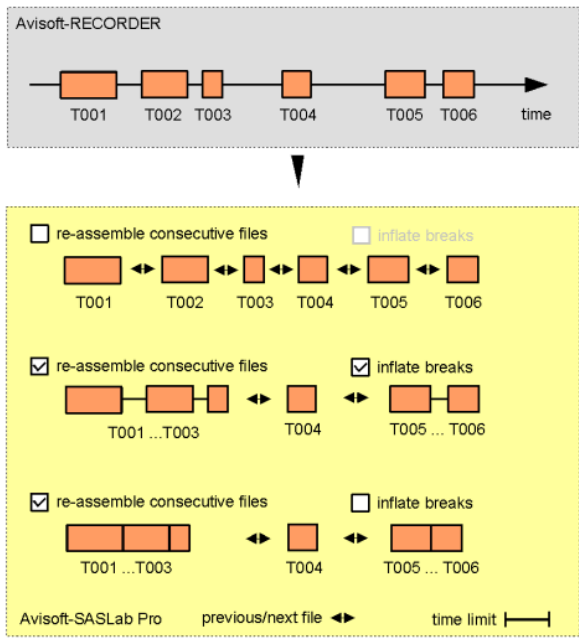 Avisoft-RECORDER
T001 T002 T003 T004 T005 T006 time
re-assemble consecutive files inflate breaks
T001 T002 T003 T004 T005 T006
re-assemble consecutive files inflate breaks
T001 ...T003 T004 T005 ... T006
re-assemble consecutive files inflate breaks
T001 ...T003 T004 T005 ... T006
Avisoft-SASLab Pro previous/next file time limit